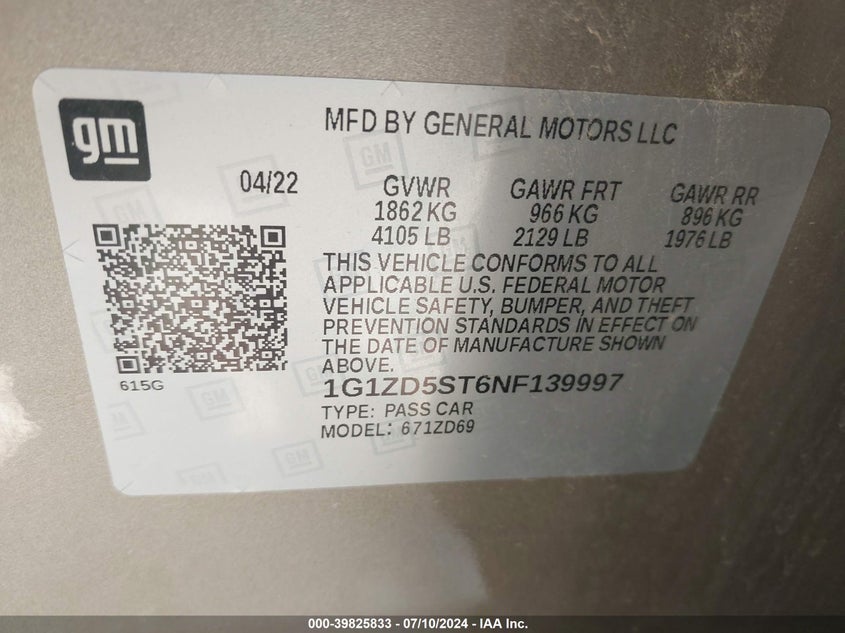 gm
MFD BY GENERAL MOTORS LLC
04/22
GVWR GAWR FRT GAWR RR
1862 KG 966 KG 896 KG
4105 LB 2129 LB 1976 LB
THIS VEHICLE CONFORMS TO ALL
APPLICABLE U.S. FEDERAL MOTOR
VEHICLE SAFETY, BUMPER, AND THEFT
PREVENTION STANDARDS IN EFFECT ON
THE DATE OF MANUFACTURE SHOWN
ABOVE.
615G
1G1ZD5ST6NF139997
TYPE: PASS CAR
MODEL: 671ZD69
000-39825833 - 07/10/2024 - IAA Inc.